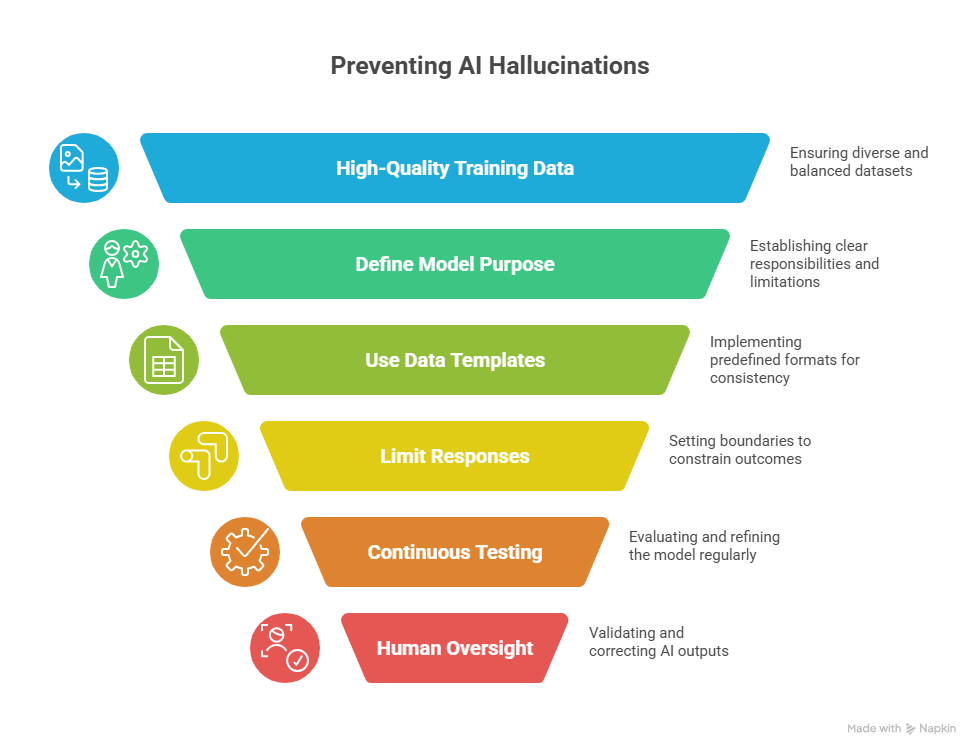 Preventing AI Hallucinations
High-Quality Training Data
Ensuring diverse and
balanced datasets
Define Model Purpose
Establishing clear
responsibilities and
limitations
Use Data Templates
Implementing
predefined formats for
consistency
Limit Responses
Setting boundaries to
constrain outcomes
Continuous Testing
Evaluating and refining
the model regularly
Human Oversight
Validating and
correcting AI outputs
Made with Napkin